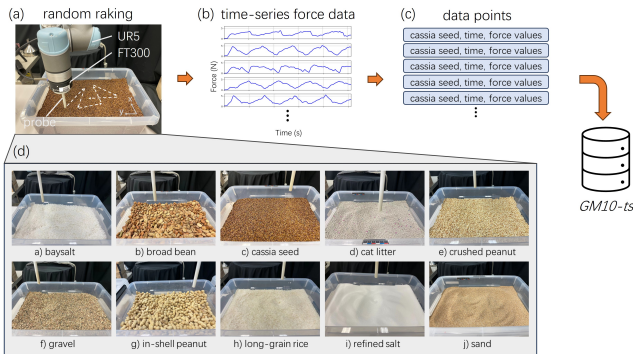 (a) random raking
UR5
FT300
probe
(b) time-series force data
Force (N)
Time (s)
(c) data points
cassia seed, time, force values
cassia seed, time, force values
cassia seed, time, force values
cassia seed, time, force values
cassia seed, time, force values
GM10-ts
(d)
a) baysalt
b) broad bean
c) cassia seed
d) cat litter
e) crushed peanut
f) gravel
g) in-shell peanut
h) long-grain rice
i) refined salt
j) sand